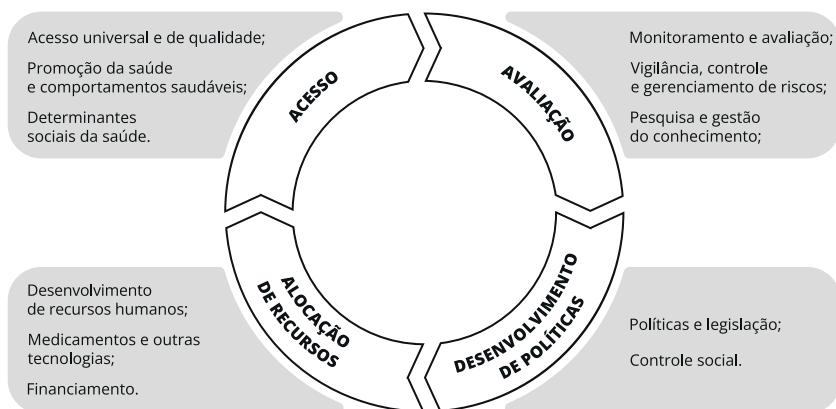 Acesso universal e de qualidade;
Promoção da saúde
e comportamentos saudáveis;
Determinantes
sociais da saúde.
ACESSO
AVALIAÇÃO
Monitoramento e avaliação;
Vigilância, controle
e gerenciamento de riscos;
Pesquisa e gestão
do conhecimento;
Desenvolvimento
de recursos humanos;
Medicamentos e outras
tecnologias;
Financiamento.
ALOCAÇÃO
DE RECURSOS
DESENVOLVIMENTO
DE POLÍTICAS
Políticas e legislação;
Controle social.